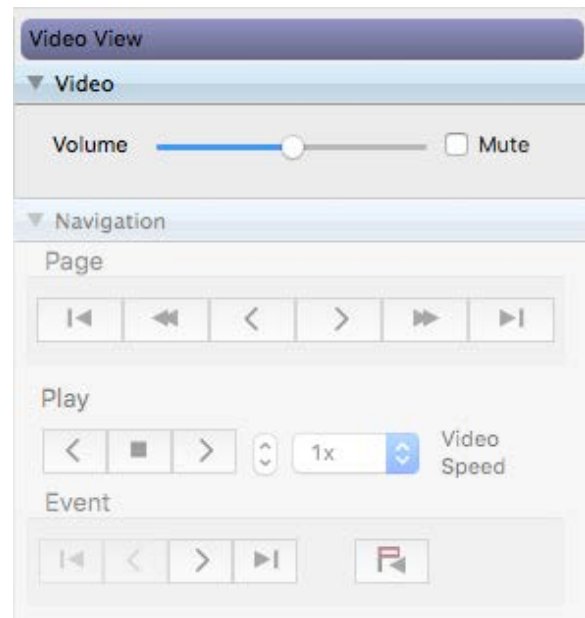 Video View
Video
Volume Mute
Navigation
Page
Play
1x Video
Speed
Event